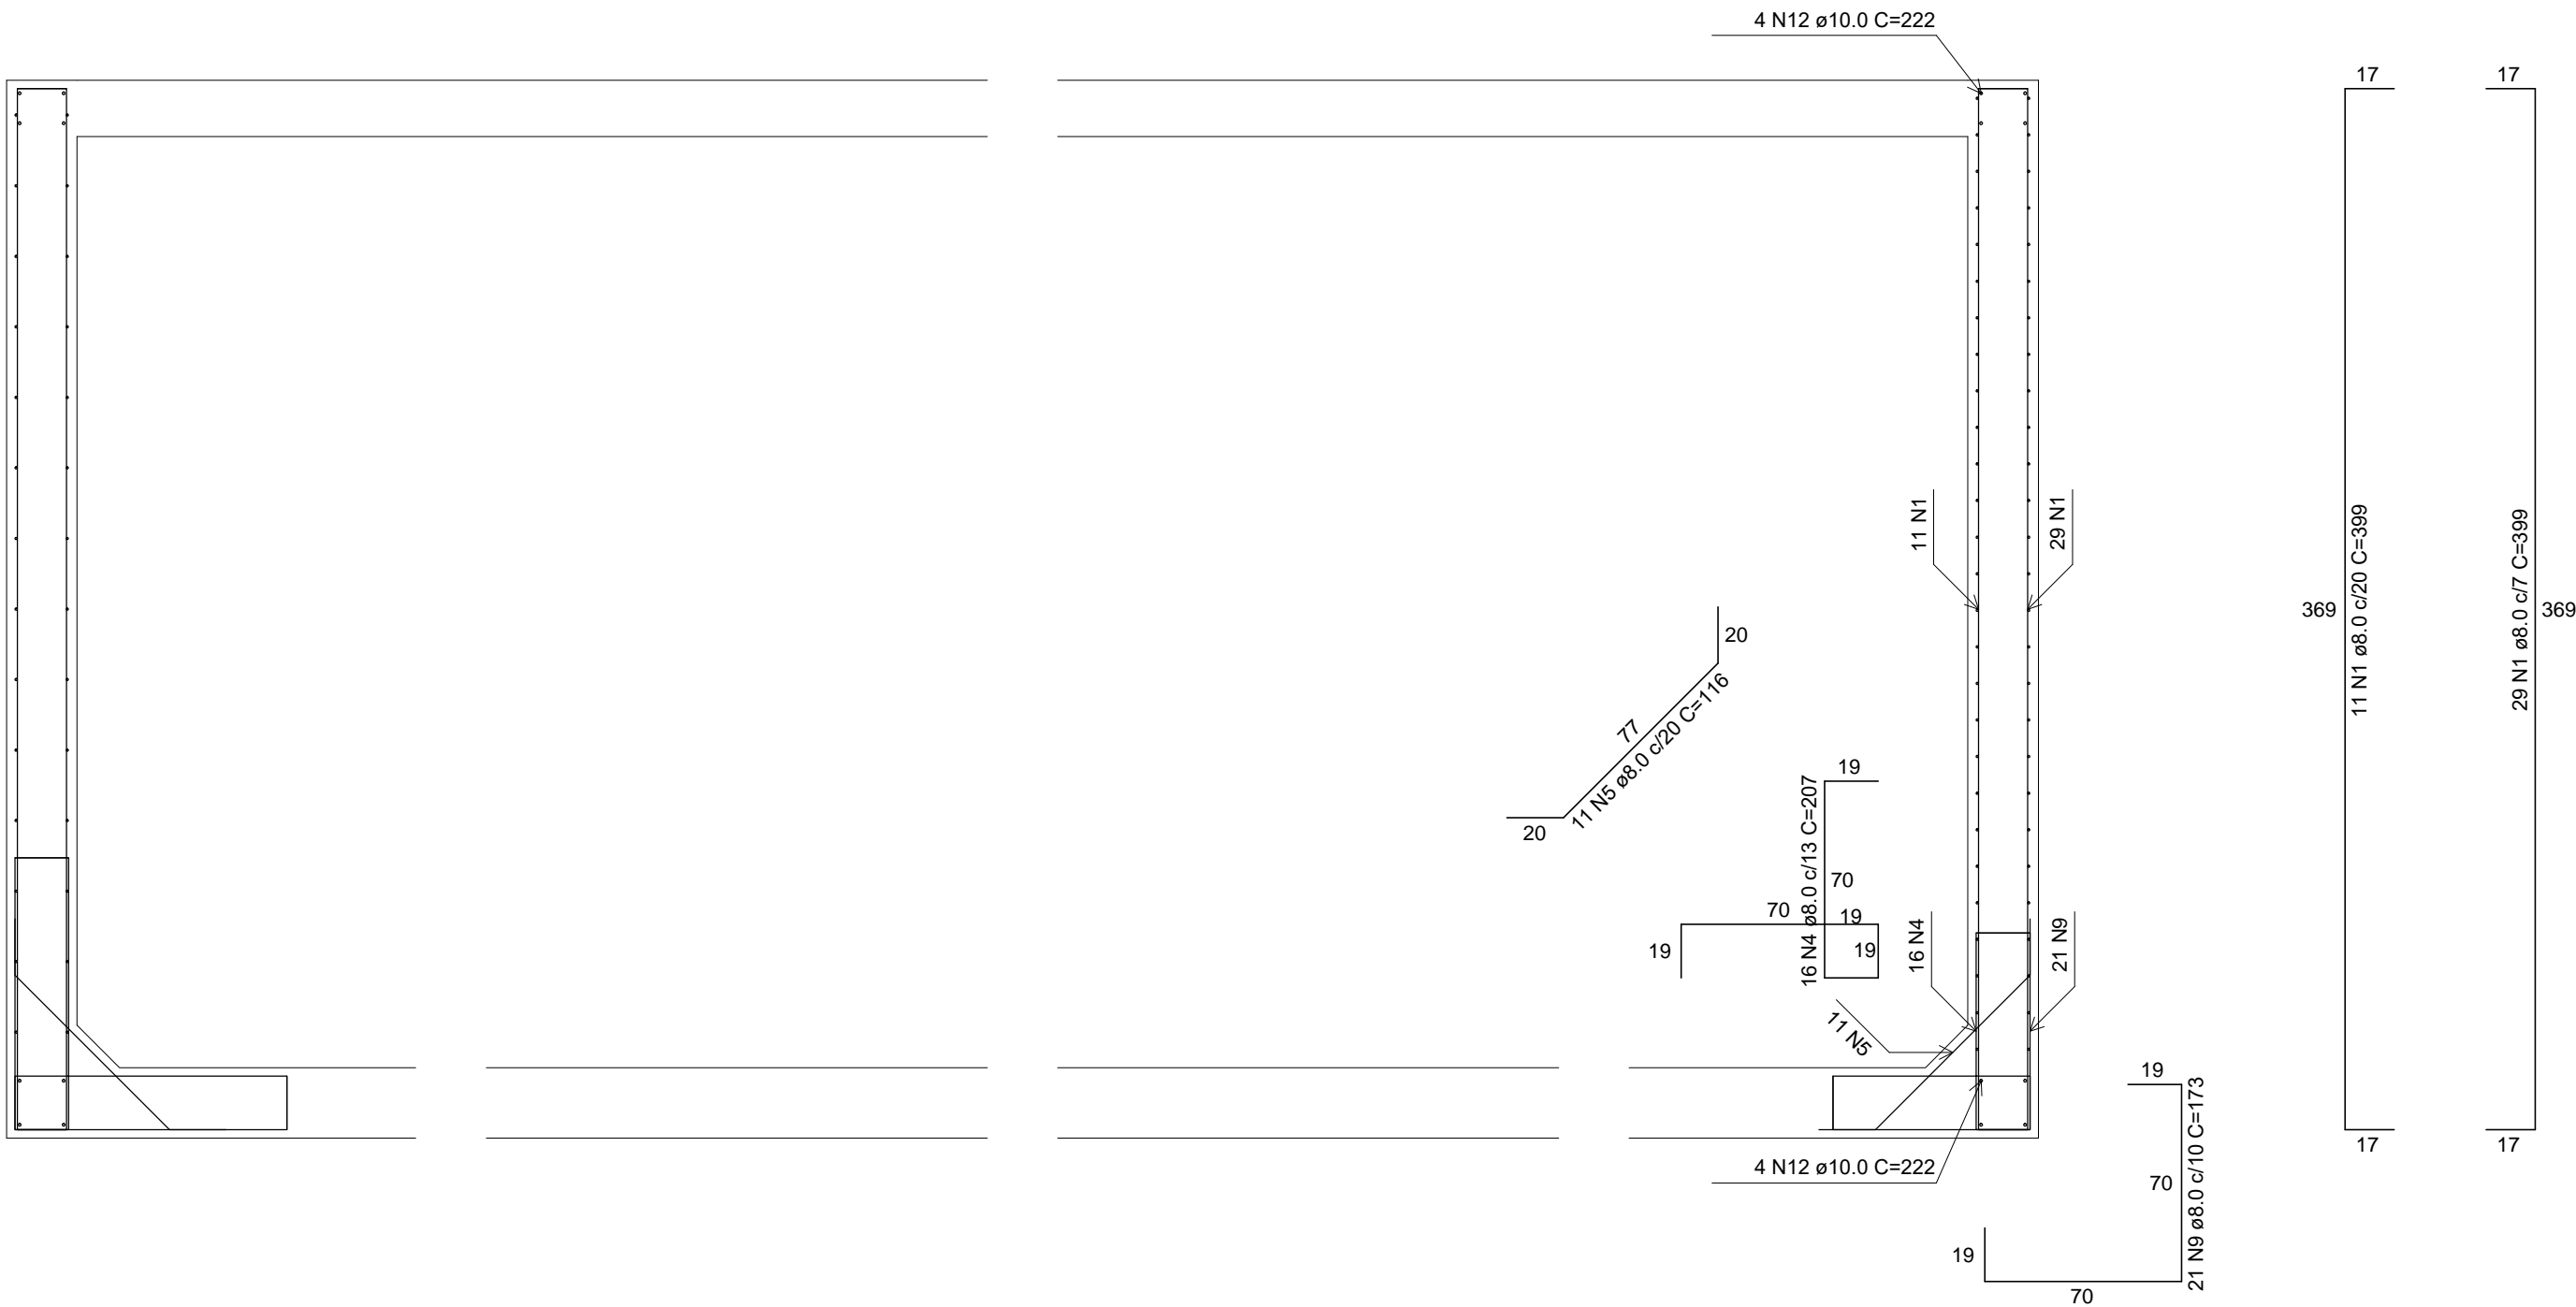 4 N12 ø10.0 C=222
17
17
11 N1
29 N1
369
11 N1 ø8.0 c/20 C=399
29 N1 ø8.0 c/7 C=399
369
20
77
11 N5 ø8.0 c/20 C=116
20
19
16 N4 ø8.0 c/13 C=207
70
70
19
19
19
16 N4
21 N9
11 N5
19
21 N9 ø8.0 c/10 C=173
70
4 N12 ø10.0 C=222
17
17
19
70